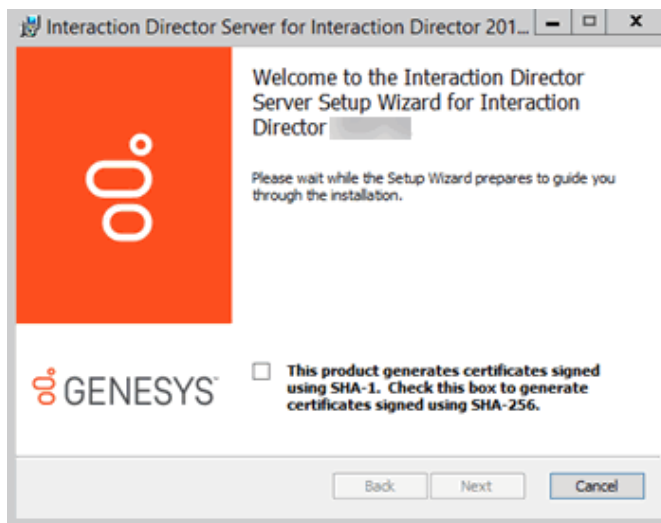 Interaction Director Server for Interaction Director 201...
Welcome to the Interaction Director
Server Setup Wizard for Interaction
Director
Please wait while the Setup Wizard prepares to guide you
through the installation.
This product generates certificates signed
using SHA-1. Check this box to generate
certificates signed using SHA-256.
GENESYS
Back Next Cancel